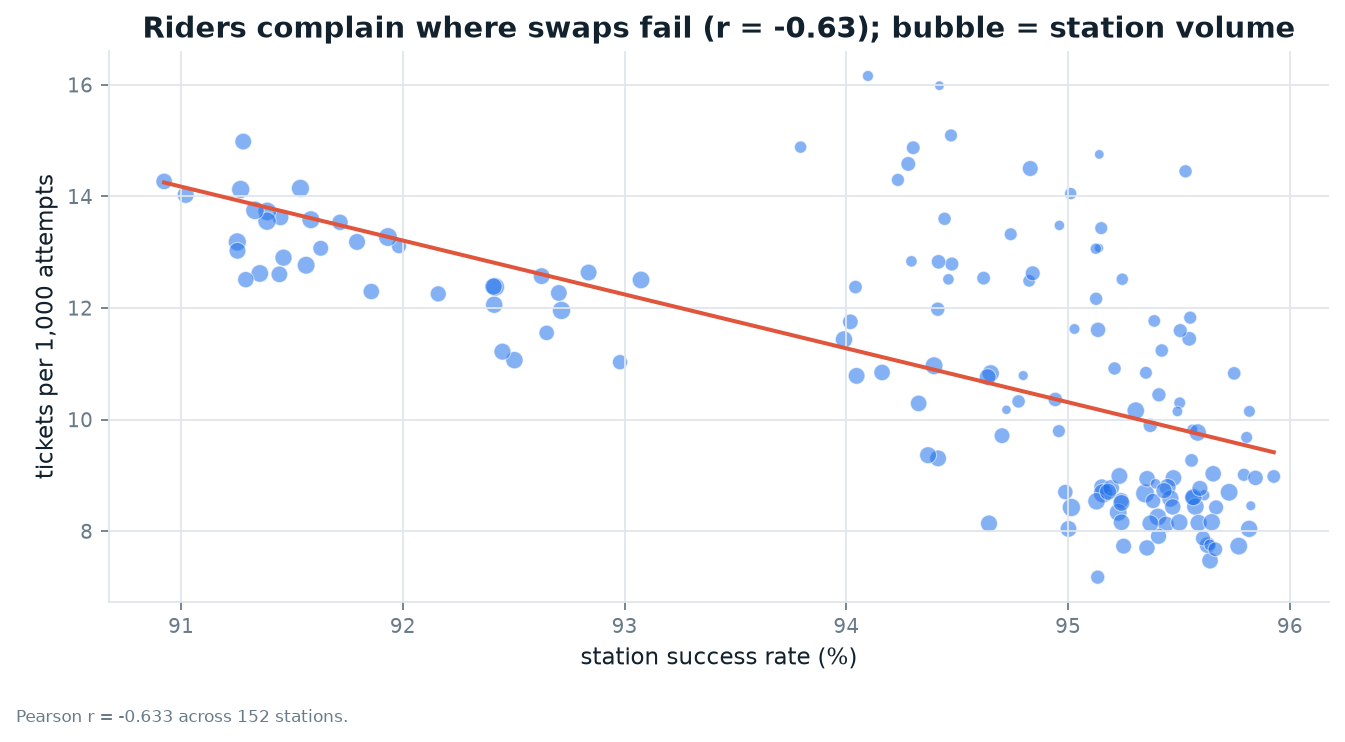 Riders complain where swaps fail (r = -0.63); bubble = station volume
tickets per 1,000 attempts
16
14
12
10
8
91
92
93
94
95
96
station success rate (%)
Pearson r = -0.633 across 152 stations.